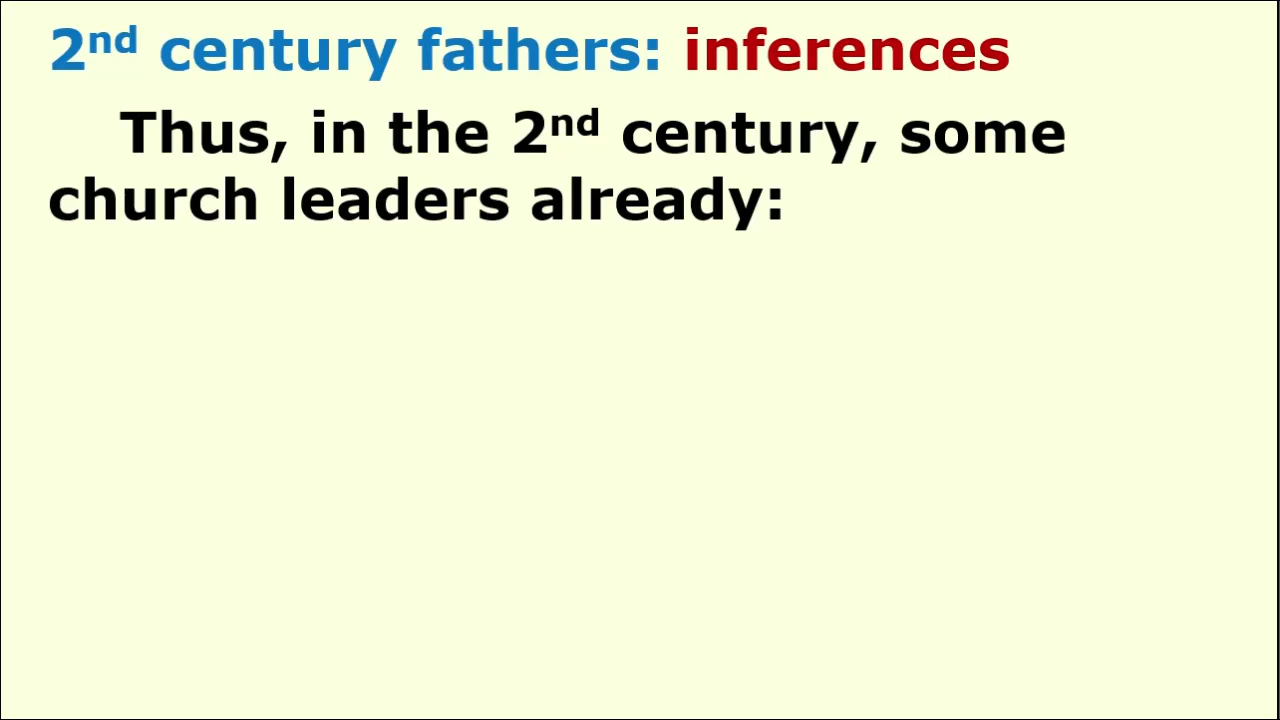 2nd century fathers: inferences
Thus, in the 2nd century, some
church leaders already: